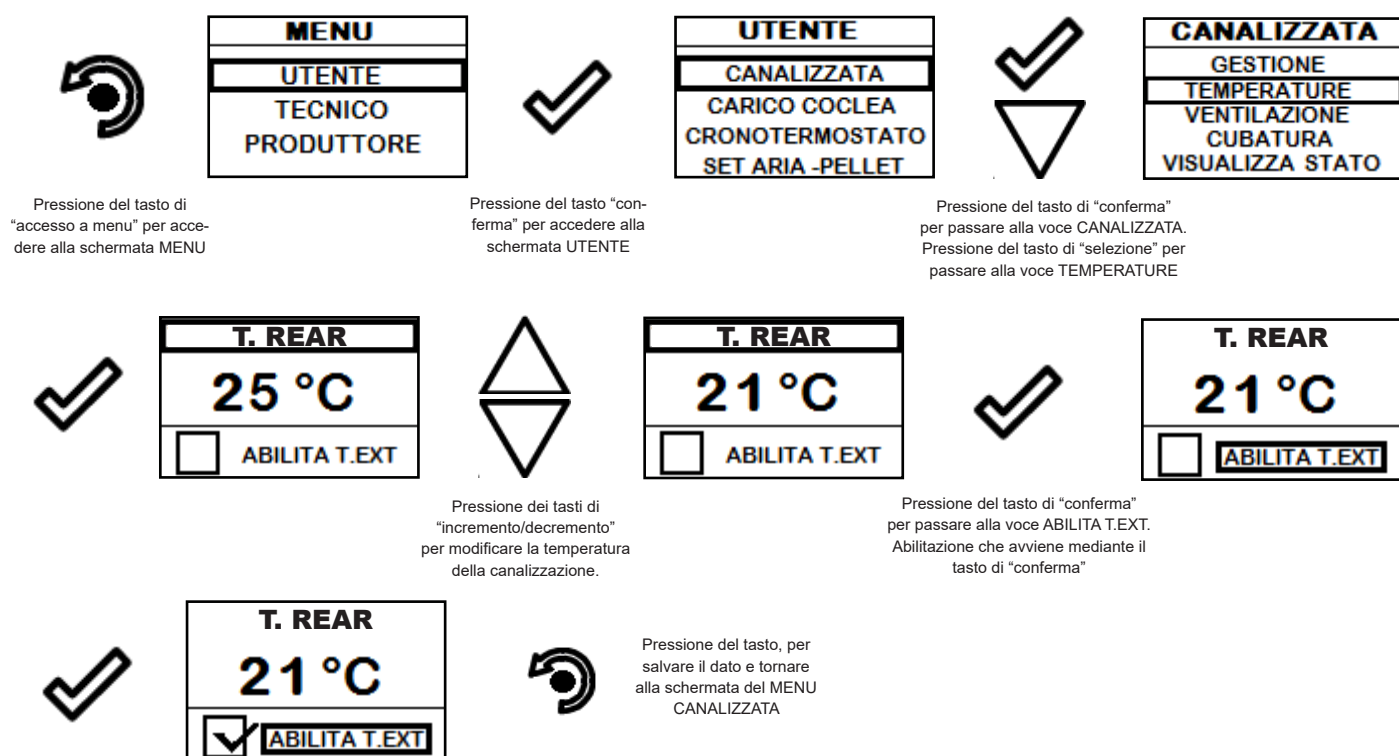 MENU
UTENTE
TECNICO
PRODUTTORE
UTENTE
CANALIZZATA
CARICO COCLEA
CRONOTERMOSTATO
SET ARIA -PELLET
CANALIZZATA
GESTIONE
TEMPERATURE
VENTILAZIONE
CUBATURA
VISUALIZZA STATO
Pressione del tasto di
“accesso a menu” per acce-
dere alla schermata MENU
Pressione del tasto “con-
ferma” per accedere alla
schermata UTENTE
Pressione del tasto di “conferma”
per passare alla voce CANALIZZATA.
Pressione del tasto di “selezione” per
passare alla voce TEMPERATURE
T. REAR
25 °C
ABILITA T.EXT
T. REAR
21 °C
ABILITA T.EXT
T. REAR
21 °C
ABILITA T.EXT
Pressione dei tasti di
“incremento/decremento”
per modificare la temperatura
della canalizzazione.
Pressione del tasto di “conferma”
per passare alla voce ABILITA T.EXT.
Abilitazione che avviene mediante il
tasto di “conferma”
T. REAR
21 °C
ABILITA T.EXT
Pressione del tasto, per
salvare il dato e tornare
alla schermata del MENU
CANALIZZATA